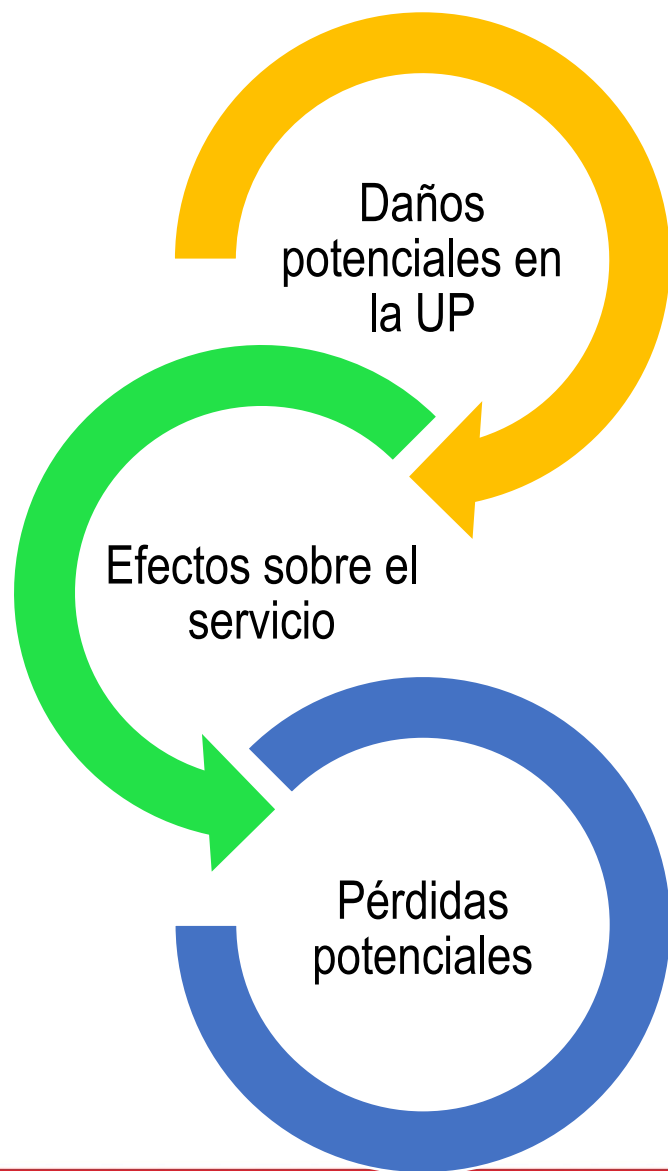 Daños
potenciales en
la UP
Efectos sobre el
servicio
Pérdidas
potenciales